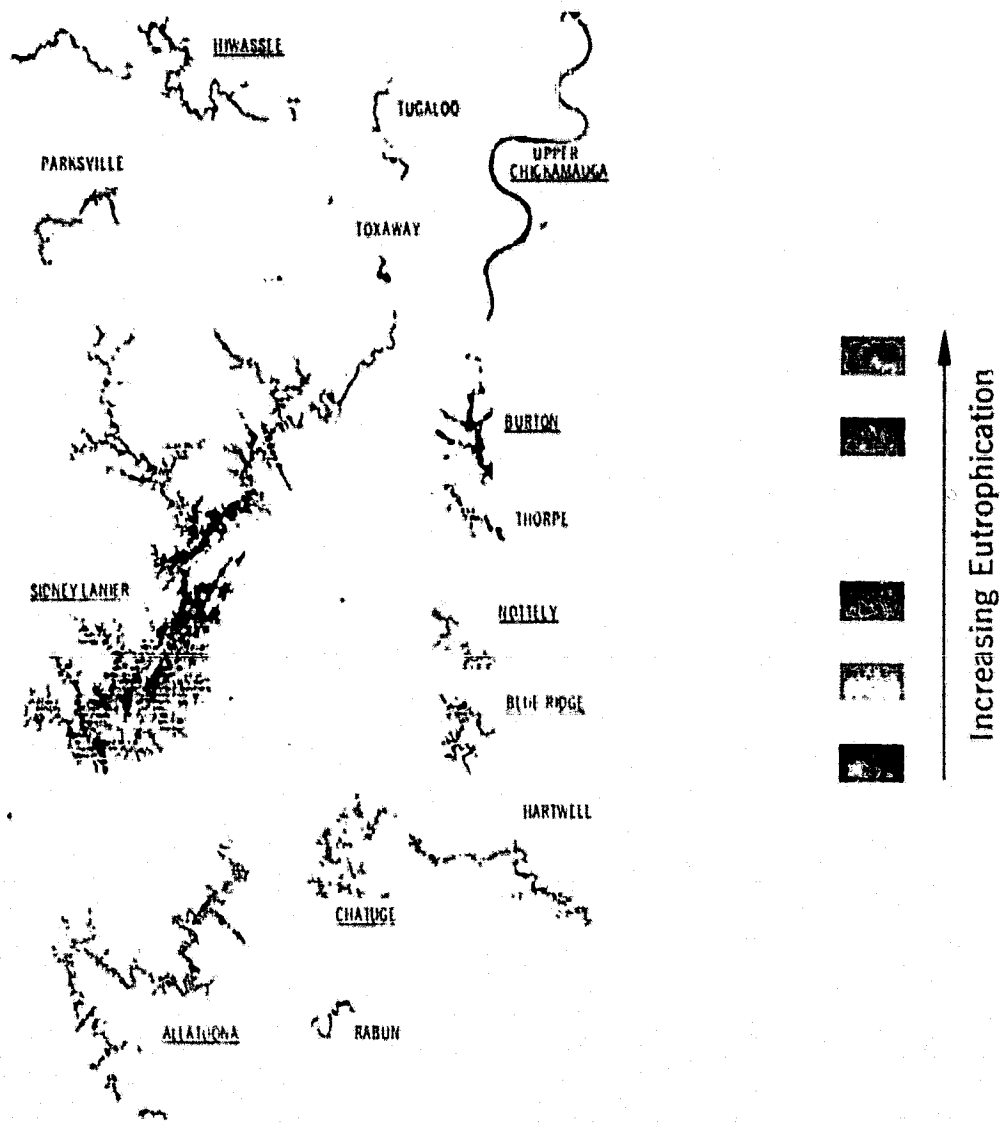 HIWASSEE
TUGALOO
PARKSVILLE
UPPER
CHICKAMAUGA
TOXAWAY
BURTON
THORPE
SIDNEY LANIER
NOTTELY
BLUE RIDGE
HARTWELL
CHATUGE
ALLATOONA
RABUN
Increasing Eutrophication